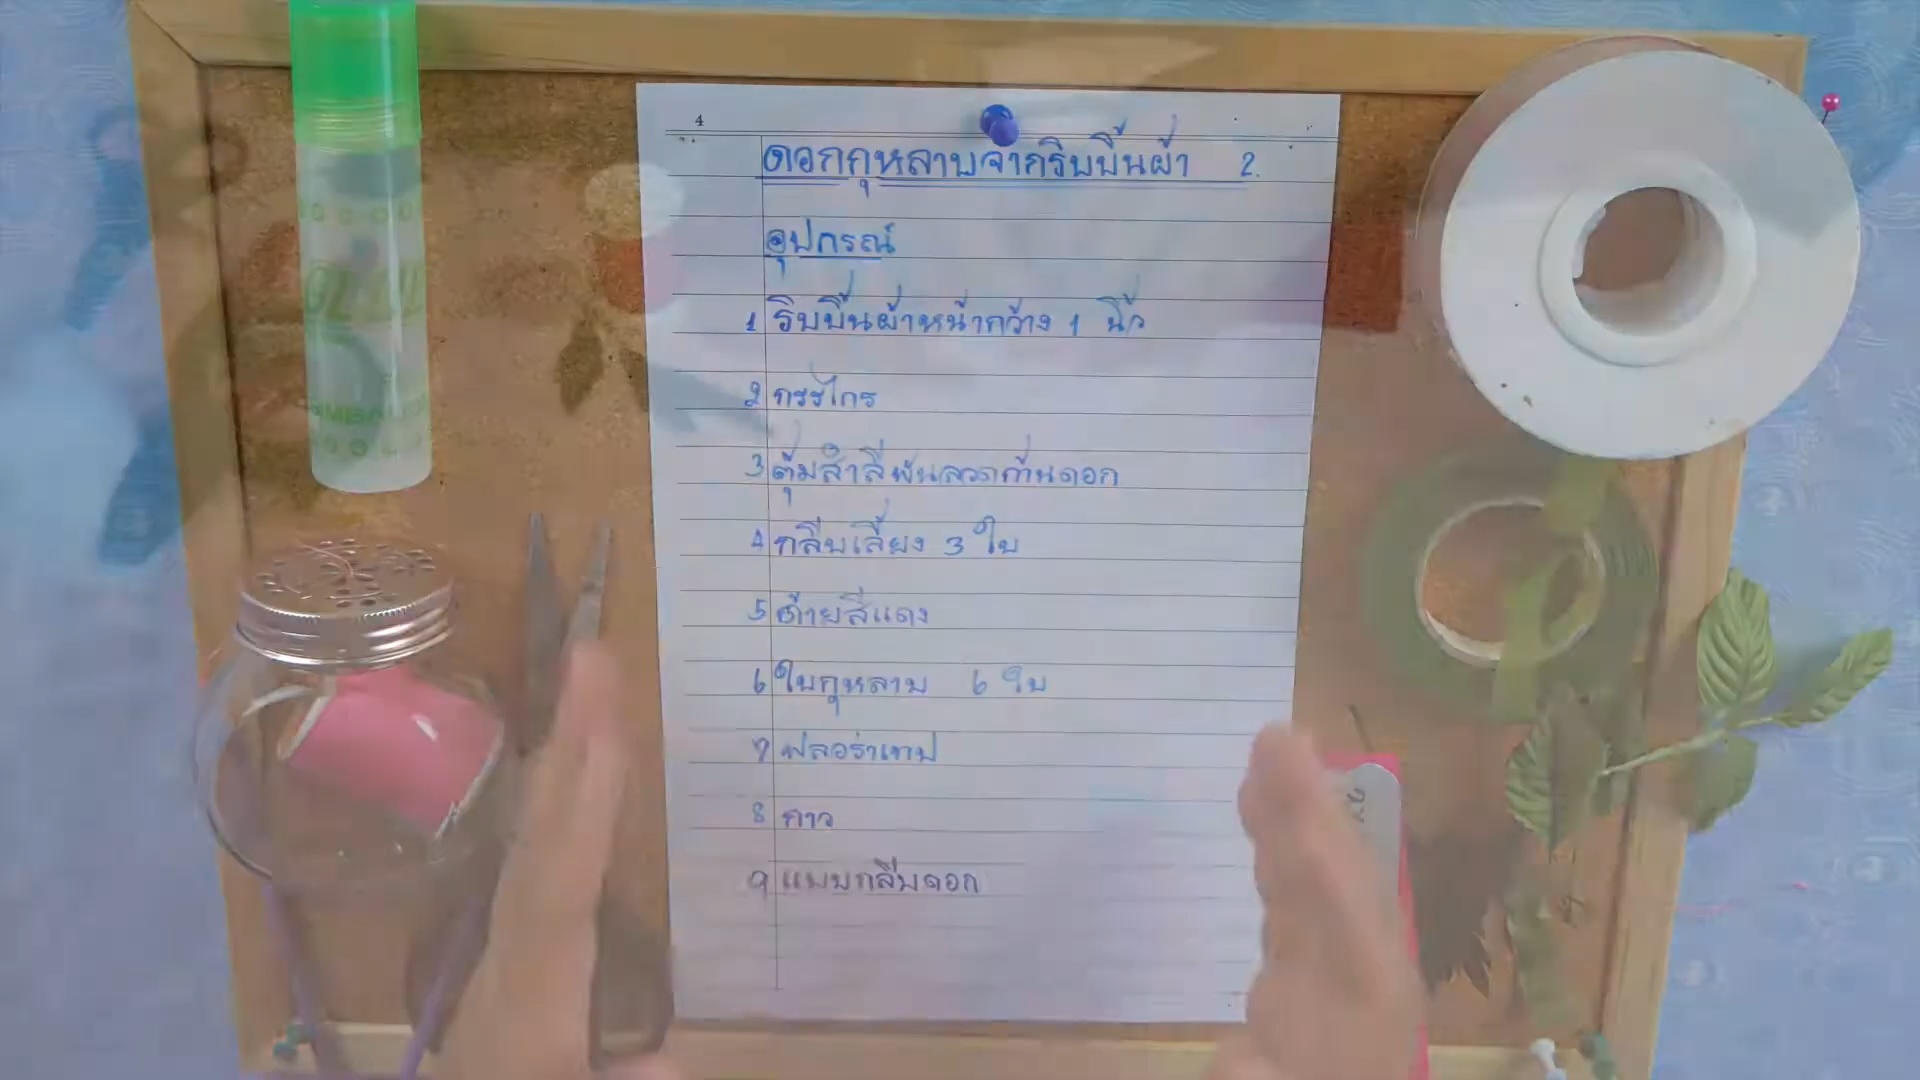 4
ดอกกุหลาบจากริบบิ้นผ้า 2.
อุปกรณ์
1 ริบบิ้นผ้าหน้ากว้าง 1 นิ้ว
2 กรรไกร
3 ตุ้มสำลีพันลวดก้านดอก
4 กลีบเลี้ยง 3 ใบ
5 ด้ายสีแดง
6 ใบกุหลาบ 6 ใบ
7 ฟลอร่าเทป
8 กาว
9 แบบกลีบดอก